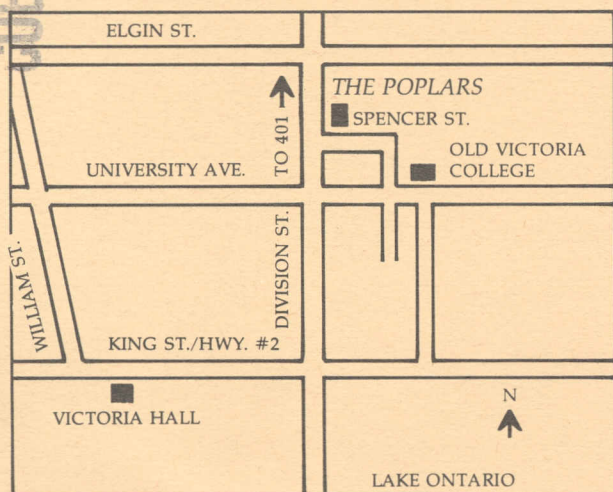 ELGIN ST.
THE POPLARS
SPENCER ST.
TO 401
OLD VICTORIA
COLLEGE
UNIVERSITY AVE.
WILLIAM ST.
DIVISION ST.
KING ST./HWY. #2
VICTORIA HALL
N
LAKE ONTARIO